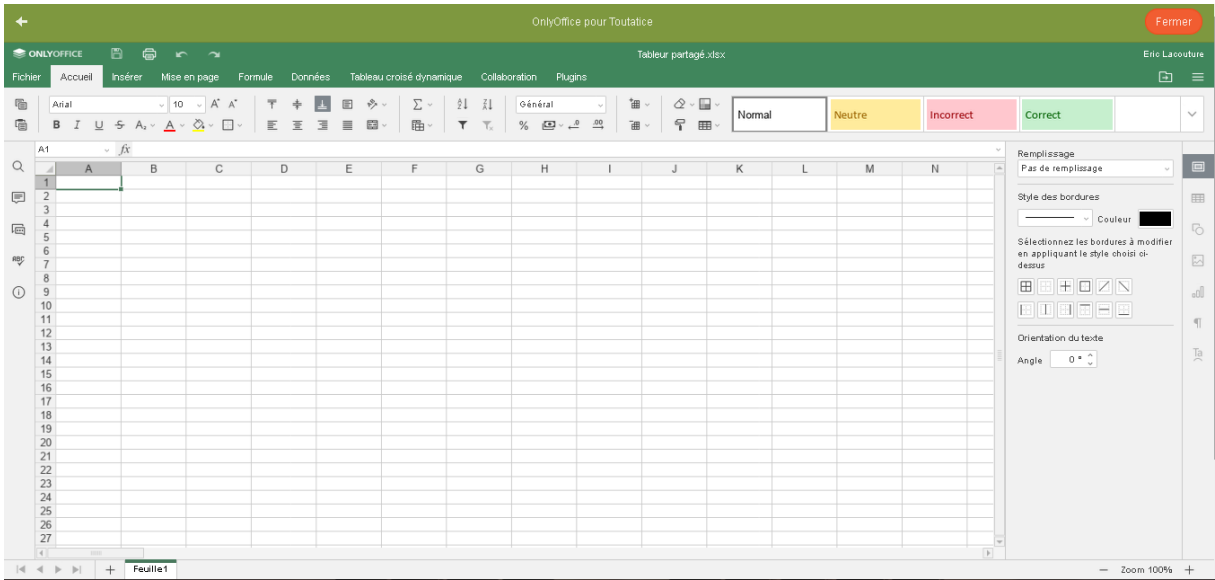 OnlyOffice pour Toutatice
Fermer
ONLYOFFICE
Tableur partagé.xlsx
Eric Lacouture
Fichier Accueil Insérer Mise en page Formule Données Tableau croisé dynamique Collaboration Plugins
Arial 10 Général
Normal Neutre Incorrect Correct
A1 fx
A B C D E F G H I J K L M N
1
2
3
4
5
6
7
8
9
10
11
12
13
14
15
16
17
18
19
20
21
22
23
24
25
26
27
Remplissage
Pas de remplissage
Style des bordures
Couleur
Sélectionnez les bordures à modifier
en appliquant le style choisi ci-
dessus
Orientation du texte
Angle 0 °
Feuille1
Zoom 100%